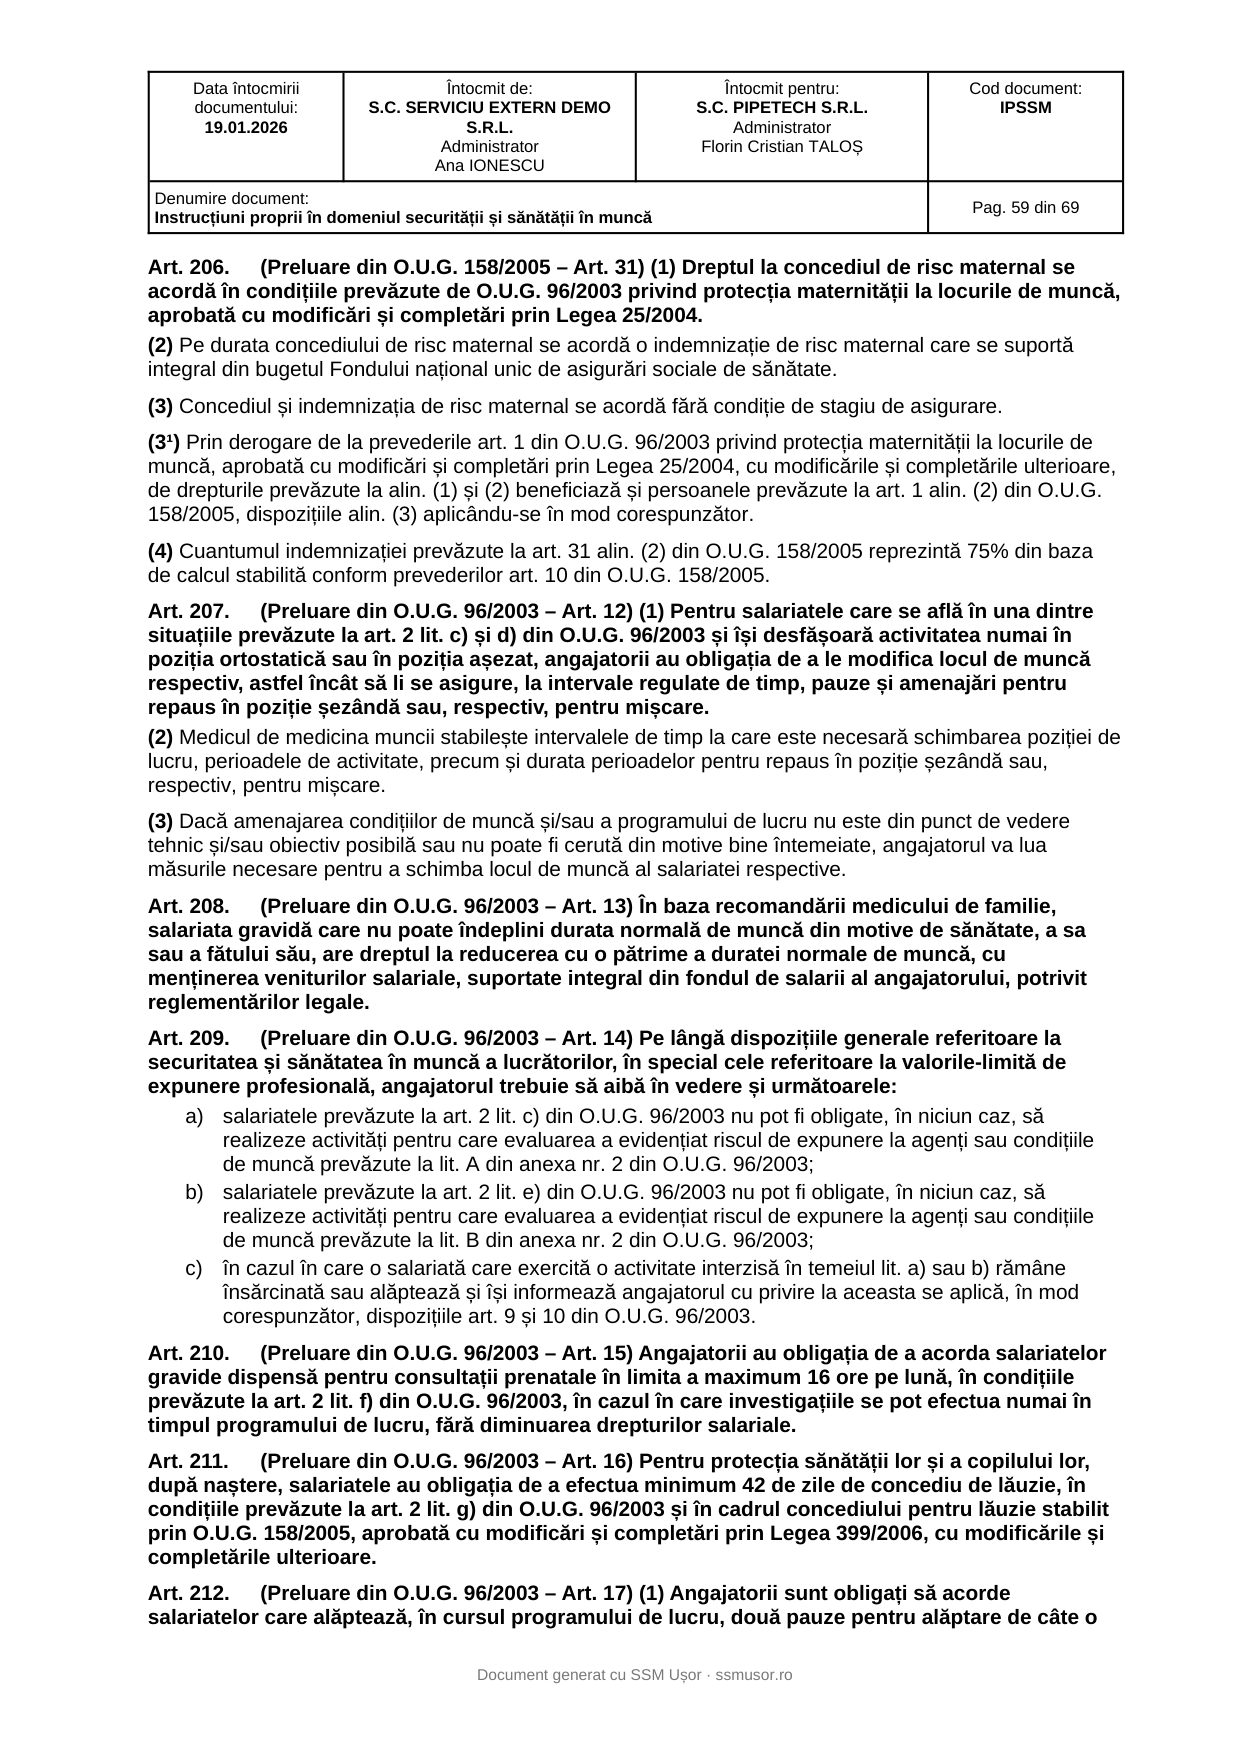 Data întocmirii
documentului:
19.01.2026
Întocmit de:
S.C. SERVICIU EXTERN DEMO
S.R.L.
Administrator
Ana IONESCU
Întocmit pentru:
S.C. PIPETECH S.R.L.
Administrator
Florin Cristian TALOȘ
Cod document:
IPSSM
Denumire document:
Instrucțiuni proprii în domeniul securității și sănătății în muncă
Pag. 59 din 69
Art. 206. (Preluare din O.U.G. 158/2005 – Art. 31) (1) Dreptul la concediul de risc maternal se
acordă în condițiile prevăzute de O.U.G. 96/2003 privind protecția maternității la locurile de muncă,
aprobată cu modificări și completări prin Legea 25/2004.
(2) Pe durata concediului de risc maternal se acordă o indemnizație de risc maternal care se suportă
integral din bugetul Fondului național unic de asigurări sociale de sănătate.
(3) Concediul și indemnizația de risc maternal se acordă fără condiție de stagiu de asigurare.
(3¹) Prin derogare de la prevederile art. 1 din O.U.G. 96/2003 privind protecția maternității la locurile de
muncă, aprobată cu modificări și completări prin Legea 25/2004, cu modificările și completările ulterioare,
de drepturile prevăzute la alin. (1) și (2) beneficiază și persoanele prevăzute la art. 1 alin. (2) din O.U.G.
158/2005, dispozițiile alin. (3) aplicându-se în mod corespunzător.
(4) Cuantumul indemnizației prevăzute la art. 31 alin. (2) din O.U.G. 158/2005 reprezintă 75% din baza
de calcul stabilită conform prevederilor art. 10 din O.U.G. 158/2005.
Art. 207. (Preluare din O.U.G. 96/2003 – Art. 12) (1) Pentru salariatele care se află în una dintre
situațiile prevăzute la art. 2 lit. c) și d) din O.U.G. 96/2003 și își desfășoară activitatea numai în
poziția ortostatică sau în poziția așezat, angajatorii au obligația de a le modifica locul de muncă
respectiv, astfel încât să li se asigure, la intervale regulate de timp, pauze și amenajări pentru
repaus în poziție șezândă sau, respectiv, pentru mișcare.
(2) Medicul de medicina muncii stabilește intervalele de timp la care este necesară schimbarea poziției de
lucru, perioadele de activitate, precum și durata perioadelor pentru repaus în poziție șezândă sau,
respectiv, pentru mișcare.
(3) Dacă amenajarea condițiilor de muncă și/sau a programului de lucru nu este din punct de vedere
tehnic și/sau obiectiv posibilă sau nu poate fi cerută din motive bine întemeiate, angajatorul va lua
măsurile necesare pentru a schimba locul de muncă al salariatei respective.
Art. 208. (Preluare din O.U.G. 96/2003 – Art. 13) În baza recomandării medicului de familie,
salariata gravidă care nu poate îndeplini durata normală de muncă din motive de sănătate, a sa
sau a fătului său, are dreptul la reducerea cu o pătrime a duratei normale de muncă, cu
menținerea veniturilor salariale, suportate integral din fondul de salarii al angajatorului, potrivit
reglementărilor legale.
Art. 209. (Preluare din O.U.G. 96/2003 – Art. 14) Pe lângă dispozițiile generale referitoare la
securitatea și sănătatea în muncă a lucrătorilor, în special cele referitoare la valorile-limită de
expunere profesională, angajatorul trebuie să aibă în vedere și următoarele:
a) salariatele prevăzute la art. 2 lit. c) din O.U.G. 96/2003 nu pot fi obligate, în niciun caz, să
realizeze activități pentru care evaluarea a evidențiat riscul de expunere la agenți sau condițiile
de muncă prevăzute la lit. A din anexa nr. 2 din O.U.G. 96/2003;
b) salariatele prevăzute la art. 2 lit. e) din O.U.G. 96/2003 nu pot fi obligate, în niciun caz, să
realizeze activități pentru care evaluarea a evidențiat riscul de expunere la agenți sau condițiile
de muncă prevăzute la lit. B din anexa nr. 2 din O.U.G. 96/2003;
c) în cazul în care o salariată care exercită o activitate interzisă în temeiul lit. a) sau b) rămâne
însărcinată sau alăptează și își informează angajatorul cu privire la aceasta se aplică, în mod
corespunzător, dispozițiile art. 9 și 10 din O.U.G. 96/2003.
Art. 210. (Preluare din O.U.G. 96/2003 – Art. 15) Angajatorii au obligația de a acorda salariatelor
gravide dispensă pentru consultații prenatale în limita a maximum 16 ore pe lună, în condițiile
prevăzute la art. 2 lit. f) din O.U.G. 96/2003, în cazul în care investigațiile se pot efectua numai în
timpul programului de lucru, fără diminuarea drepturilor salariale.
Art. 211. (Preluare din O.U.G. 96/2003 – Art. 16) Pentru protecția sănătății lor și a copilului lor,
după naștere, salariatele au obligația de a efectua minimum 42 de zile de concediu de lăuzie, în
condițiile prevăzute la art. 2 lit. g) din O.U.G. 96/2003 și în cadrul concediului pentru lăuzie stabilit
prin O.U.G. 158/2005, aprobată cu modificări și completări prin Legea 399/2006, cu modificările și
completările ulterioare.
Art. 212. (Preluare din O.U.G. 96/2003 – Art. 17) (1) Angajatorii sunt obligați să acorde
salariatelor care alăptează, în cursul programului de lucru, două pauze pentru alăptare de câte o
Document generat cu SSM Ușor · ssmusor.ro